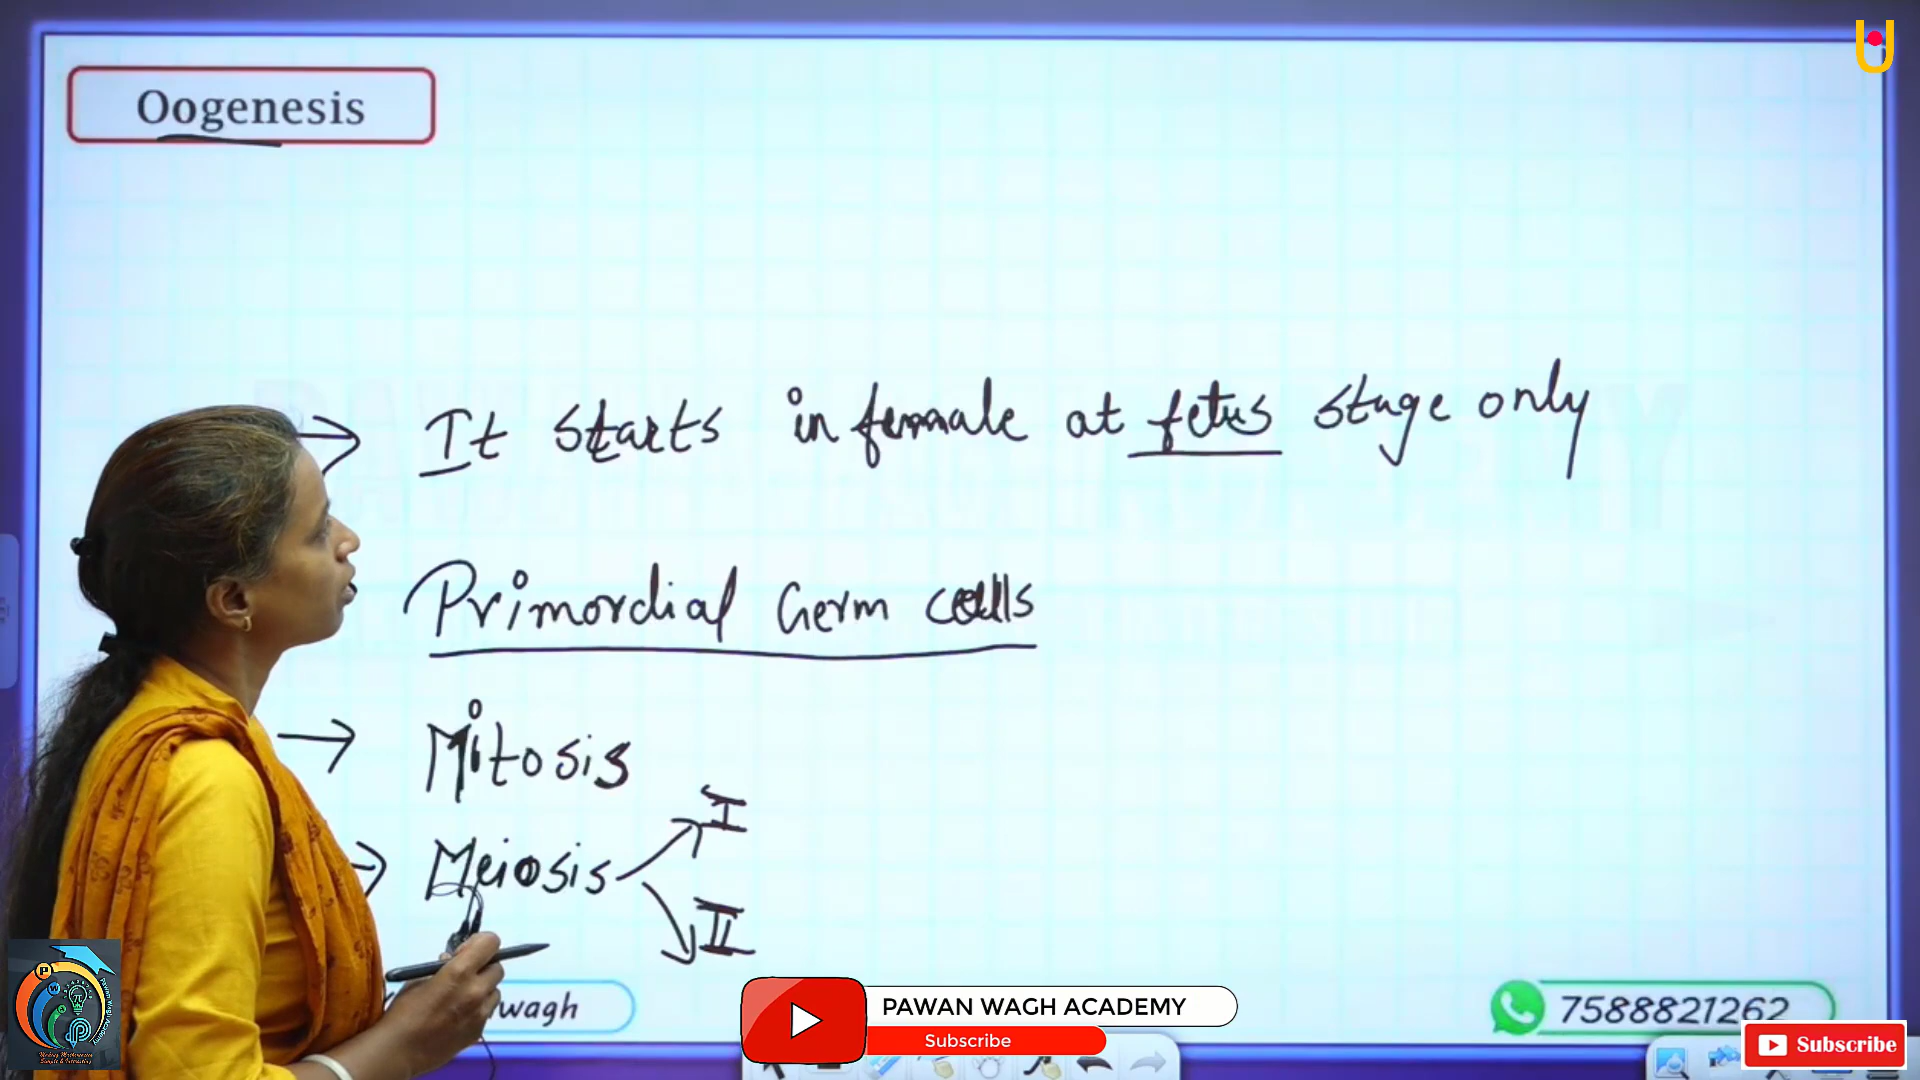 Oogenesis
It starts in female at fetus stage only
Primordial Germ cells
Mitosis
I
Meiosis
II
wagh
PAWAN WAGH ACADEMY
Subscribe
7588821262
Subscribe